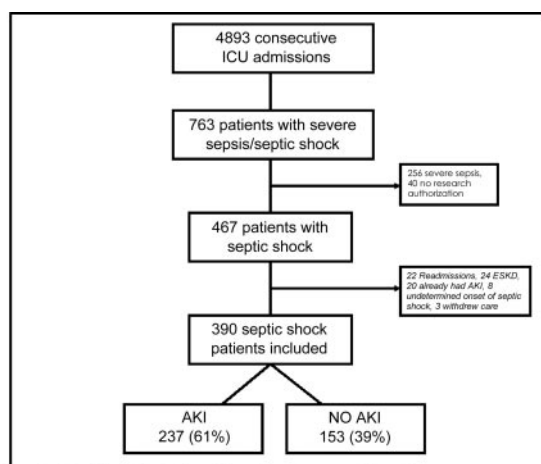 4893 consecutive
ICU admissions
763 patients with severe
sepsis/septic shock
256 severe sepsis,
40 no research
authorization
467 patients with
septic shock
22 Readmissions, 24 ESKD,
20 already had AKI, 8
undetermined onset of septic
shock, 3 withdrew care
390 septic shock
patients included
AKI
237 (61%)
NO AKI
153 (39%)